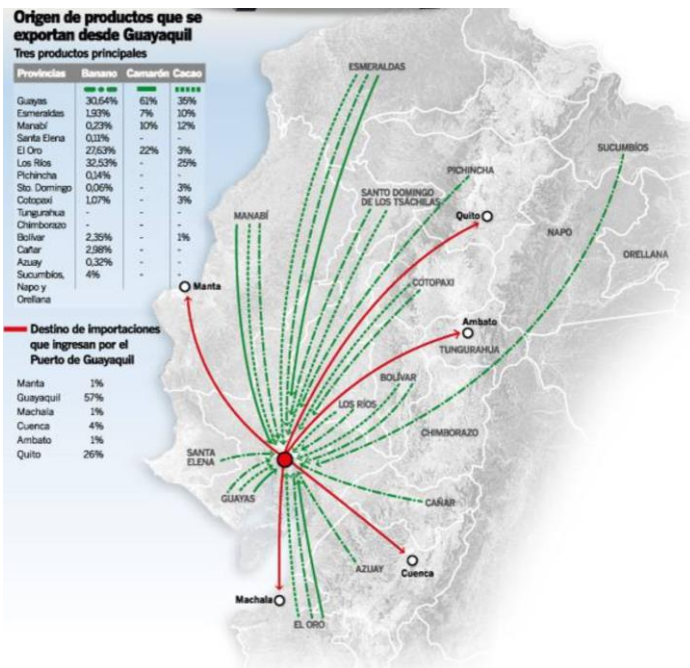 Origen de productos que se
exportan desde Guayaquil
Tres productos principales
Provincias Banano Camarón Cacao
Guayas 30,64% 61% 35%
Esmeraldas 1,93% 7% 10%
Manabí 0,23% 10% 12%
Santa Elena 0,11% -
El Oro 27,63% 22% 3%
Los Ríos 32,53% - 25%
Pichincha 0,14% - -
Sto. Domingo 0,06% - 3%
Cotopaxi 1,07% - 3%
Tungurahua - - -
Chimborazo - - -
Bolívar 2,35% - 1%
Cañar 2,98% - -
Azuay 0,32% - -
Sucumbíos, 4% - -
Napo y
Orellana
Destino de importaciones
que ingresan por el
Puerto de Guayaquil
Manta 1%
Guayaquil 57%
Machala 1%
Cuenca 4%
Ambato 1%
Quito 26%
ESMERALDAS
SUCUMBÍOS
PICHINCHA
SANTO DOMINGO
DE LOS TSÁCHILAS
MANABÍ
Quito
NAPO
ORELLANA
COTOPAXI
Manta
Ambato
TUNGURAHUA
BOLÍVAR
LOS RÍOS
CHIMBORAZO
SANTA
ELENA
GUAYAS
CAÑAR
AZUAY
Cuenca
Machala
EL ORO